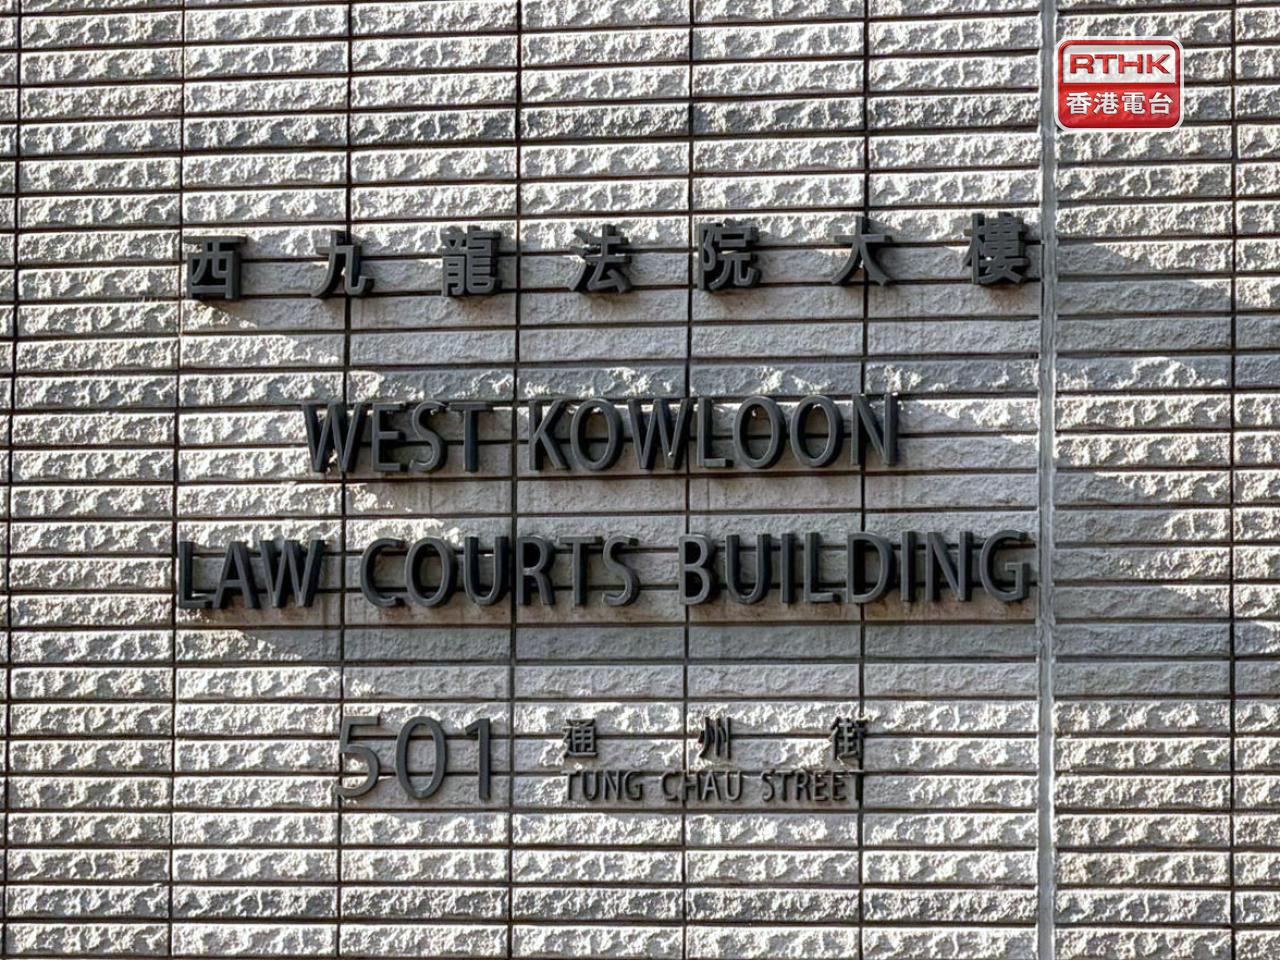 RTHK
香港電台
西九龍法院大樓
WEST KOWLOON
LAW COURTS BUILDING
501 通州街
TUNG CHAU STREET